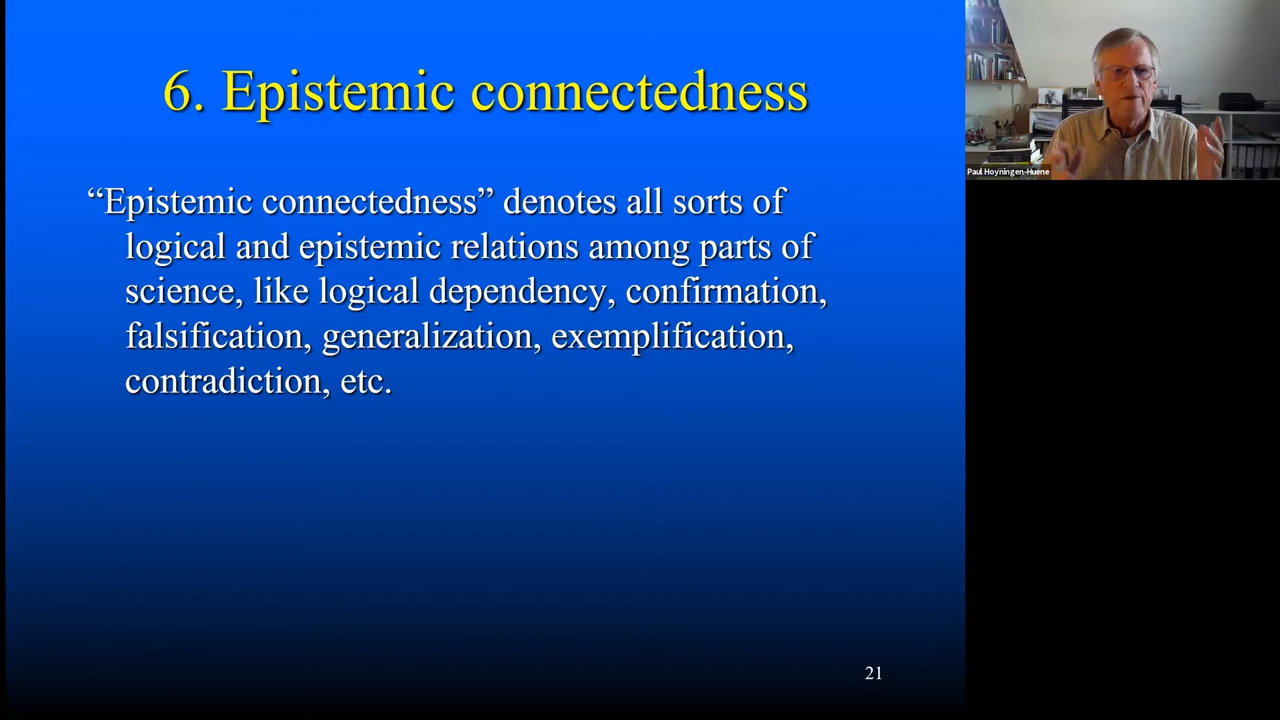 6. Epistemic connectedness
“Epistemic connectedness” denotes all sorts of
logical and epistemic relations among parts of
science, like logical dependency, confirmation,
falsification, generalization, exemplification,
contradiction, etc.
21
Paul Hoyningen-Huene